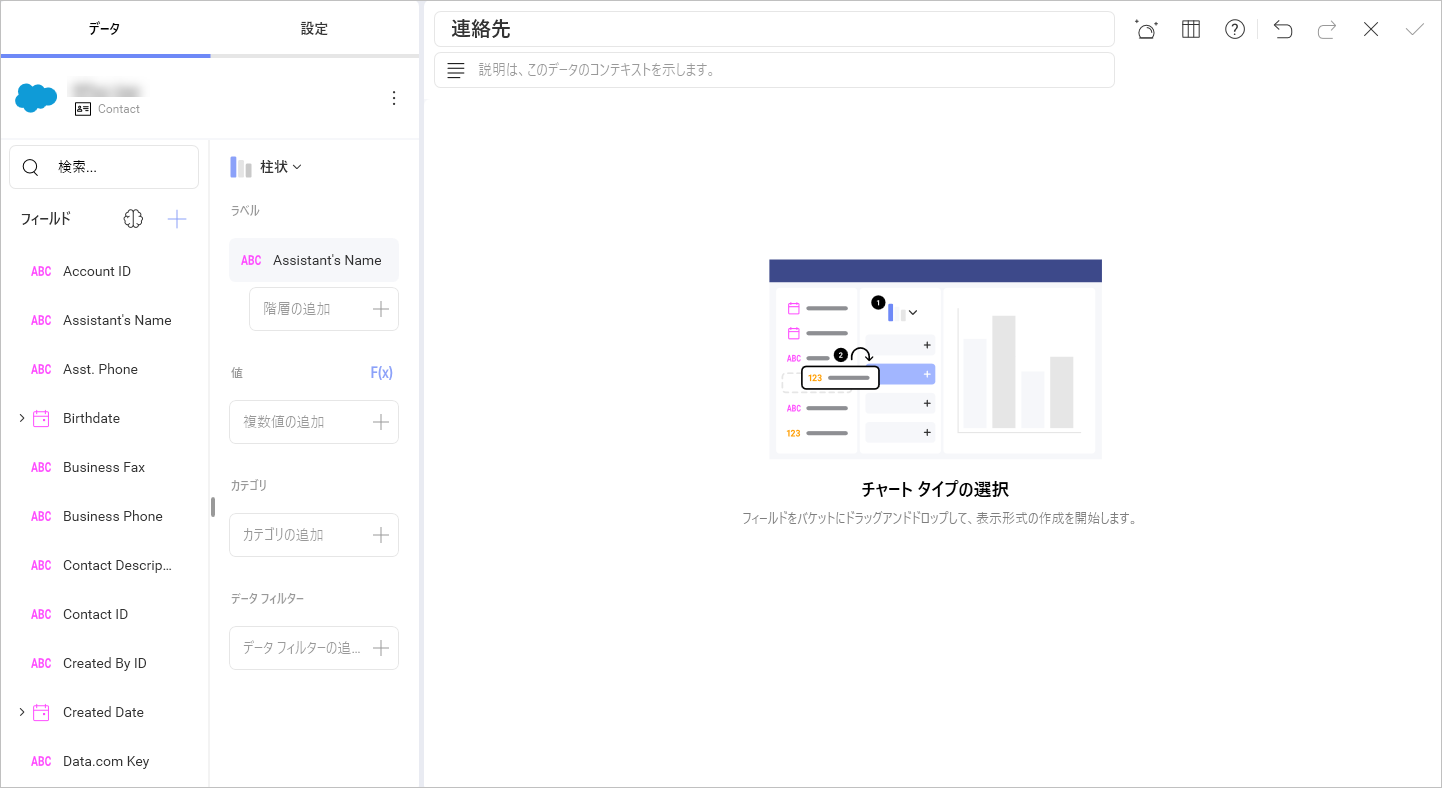 データ
設定
Contact
検索...
フィールド
ABC Account ID
ABC Assistant's Name
ABC Asst. Phone
Birthdate
ABC Business Fax
ABC Business Phone
ABC Contact Descrip...
ABC Contact ID
ABC Created By ID
Created Date
ABC Data.com Key
柱状
ラベル
ABC Assistant's Name
階層の追加
値
F(x)
複数値の追加
カテゴリ
カテゴリの追加
データ フィルター
データ フィルターの追...
連絡先
説明は、このデータのコンテキストを示します。
1
ABC
2
123
ABC
123
チャート タイプの選択
フィールドをバケットにドラッグアンドドロップして、表示形式の作成を開始します。